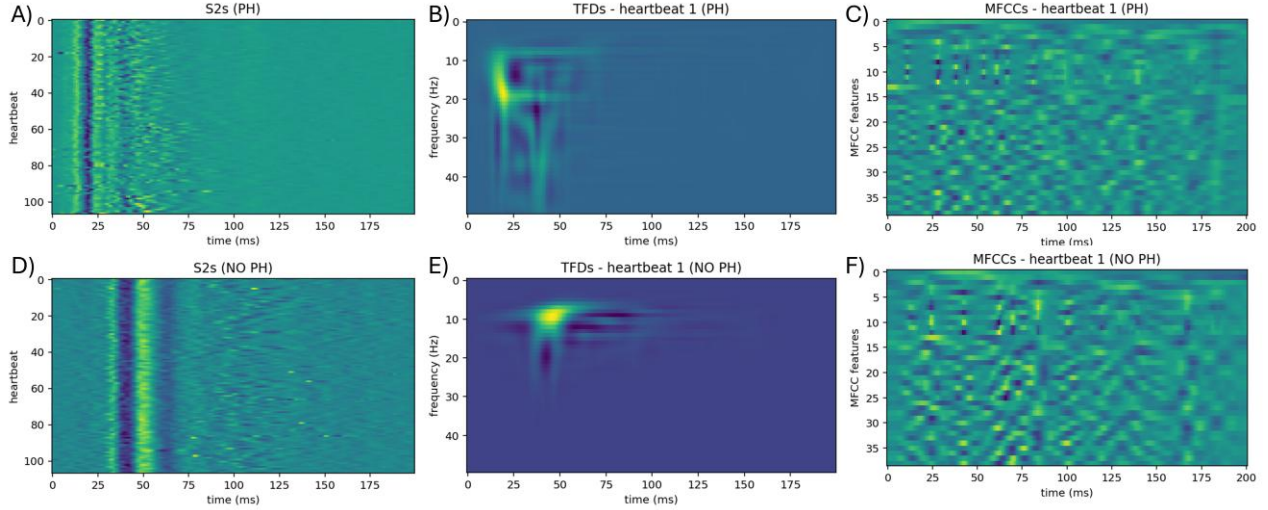 A) S2s (PH)
heartbeat
0
20
40
60
80
100
0 25 50 75 100 125 150 175
time (ms)
B) TFDs - heartbeat 1 (PH)
frequency (Hz)
0
10
20
30
40
0 25 50 75 100 125 150 175
time (ms)
C) MFCCs - heartbeat 1 (PH)
MFCC features
0
5
10
15
20
25
30
35
0 25 50 75 100 125 150 175 200
time (ms)
D) S2s (NO PH)
heartbeat
0
20
40
60
80
100
0 25 50 75 100 125 150 175
time (ms)
E) TFDs - heartbeat 1 (NO PH)
frequency (Hz)
0
10
20
30
40
0 25 50 75 100 125 150 175
time (ms)
F) MFCCs - heartbeat 1 (NO PH)
MFCC features
0
5
10
15
20
25
30
35
0 25 50 75 100 125 150 175 200
time (ms)